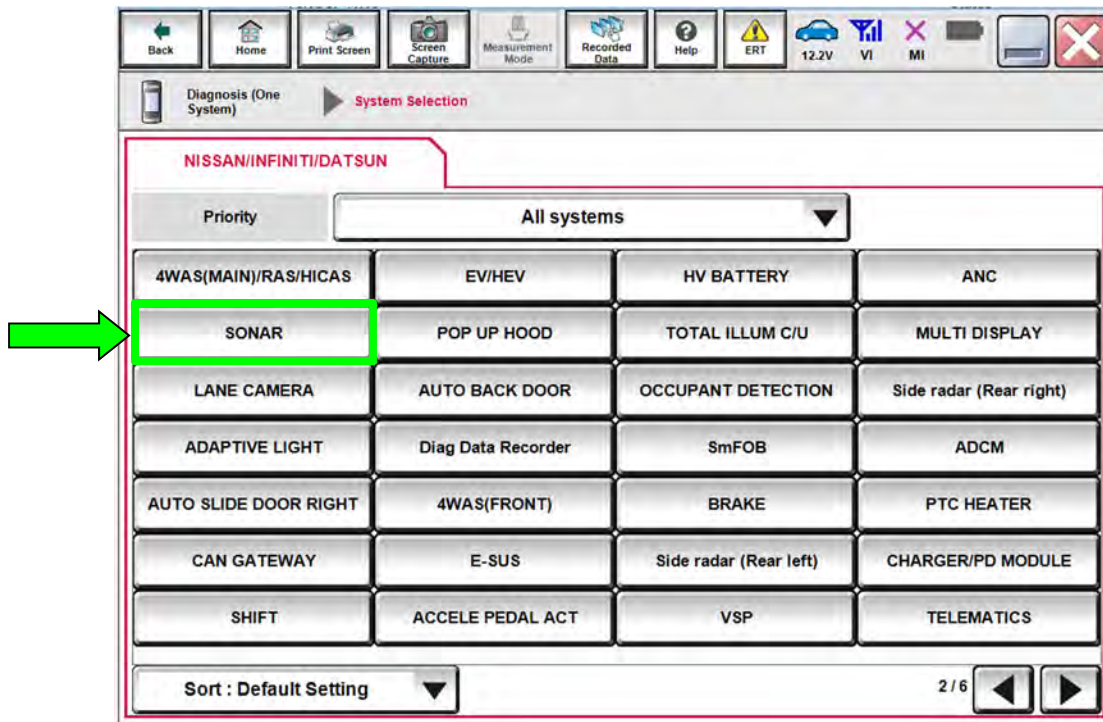 Back
Home
Print Screen
Screen
Capture
Measurement
Mode
Recorded
Data
Help
ERT
12.2V
VI
MI
Diagnosis (One
System)
System Selection
NISSAN/INFINITI/DATSUN
Priority
All systems
4WAS(MAIN)/RAS/HICAS
EV/HEV
HV BATTERY
ANC
SONAR
POP UP HOOD
TOTAL ILLUM C/U
MULTI DISPLAY
LANE CAMERA
AUTO BACK DOOR
OCCUPANT DETECTION
Side radar (Rear right)
ADAPTIVE LIGHT
Diag Data Recorder
SmFOB
ADCM
AUTO SLIDE DOOR RIGHT
4WAS(FRONT)
BRAKE
PTC HEATER
CAN GATEWAY
E-SUS
Side radar (Rear left)
CHARGER/PD MODULE
SHIFT
ACCELE PEDAL ACT
VSP
TELEMATICS
Sort : Default Setting
2 / 6